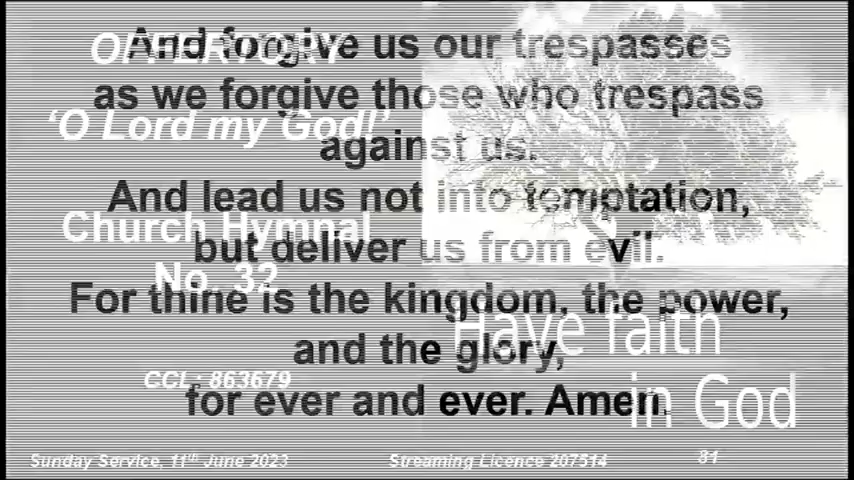 And forgive us our trespasses
as we forgive those who trespass
against us.
And lead us not into temptation,
but deliver us from evil.
For thine is the kingdom, the power,
and the glory,
for ever and ever. Amen.
OFFERTORY
‘O Lord my God!’
Church Hymnal
No. 32
CCL: 863679
Have faith
in God
Sunday Service, 11th June 2023
Streaming Licence 207514
81